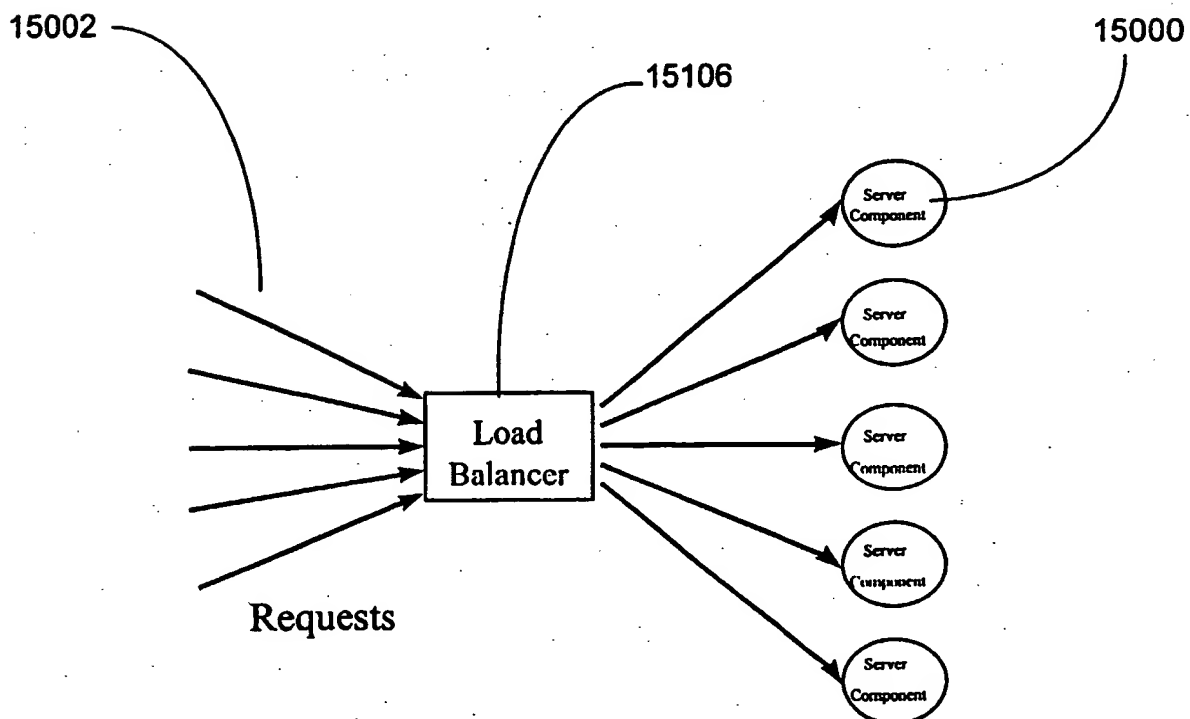 15002
15000
15106
Server
Component
Server
Component
Load
Balancer
Server
Component
Server
Component
Requests
Server
Component